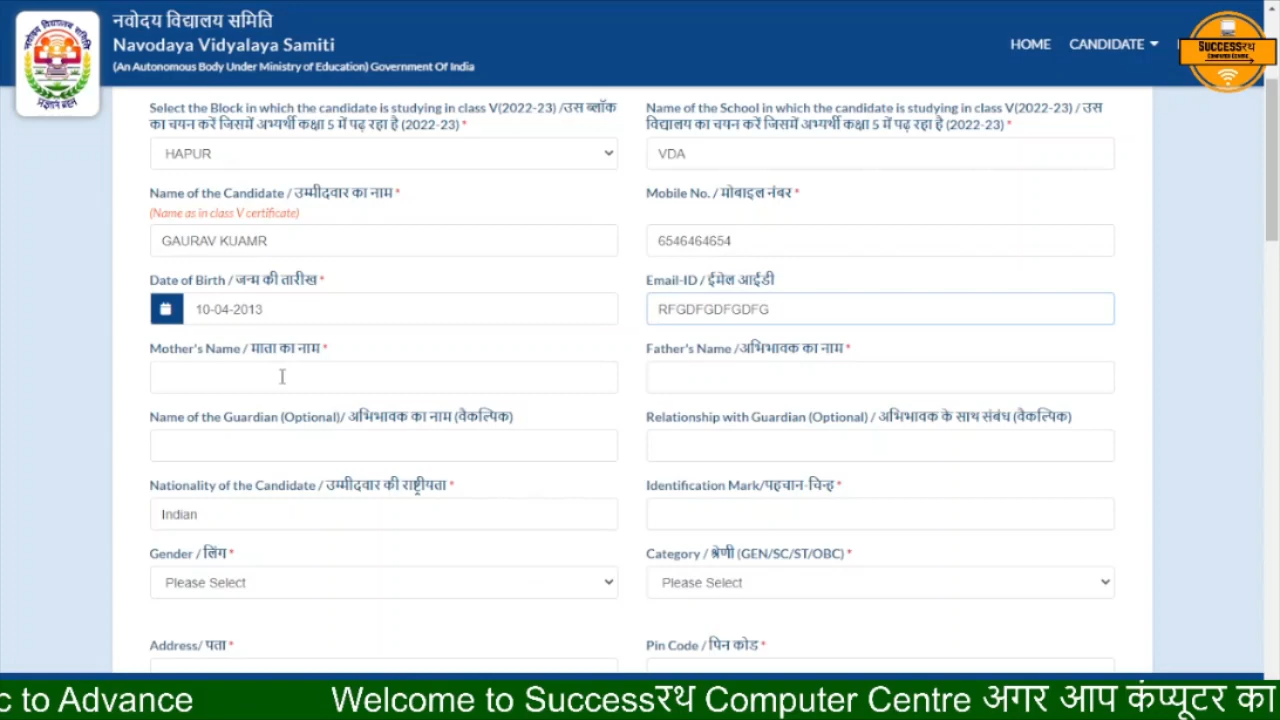 नवोदय विद्यालय समिति
Navodaya Vidyalaya Samiti
(An Autonomous Body Under Ministry of Education) Government Of India
HOME
CANDIDATE
SUCCESSरथ
COMPUTER CENTRE
Select the Block in which the candidate is studying in class V(2022-23) /उस ब्लॉक
का चयन करें जिसमें अभ्यर्थी कक्षा 5 में पढ़ रहा है (2022-23) *
Name of the School in which the candidate is studying in class V(2022-23) / उस
विद्यालय का चयन करें जिसमें अभ्यर्थी कक्षा 5 में पढ़ रहा है (2022-23) *
HAPUR
VDA
Name of the Candidate / उम्मीदवार का नाम *
(Name as in class V certificate)
Mobile No. / मोबाइल नंबर *
GAURAV KUAMR
6546464654
Date of Birth / जन्म की तारीख *
Email-ID / ईमेल आईडी
10-04-2013
RFGDFGDFGDFG
Mother's Name / माता का नाम *
Father's Name /अभिभावक का नाम *
Name of the Guardian (Optional)/ अभिभावक का नाम (वैकल्पिक)
Relationship with Guardian (Optional) / अभिभावक के साथ संबंध (वैकल्पिक)
Nationality of the Candidate / उम्मीदवार की राष्ट्रीयता *
Identification Mark/पहचान-चिन्ह *
Indian
Gender / लिंग *
Category / श्रेणी (GEN/SC/ST/OBC) *
Please Select
Please Select
Address/ पता *
Pin Code / पिन कोड *
c to Advance
Welcome to Successरथ Computer Centre अगर आप कंप्यूटर का